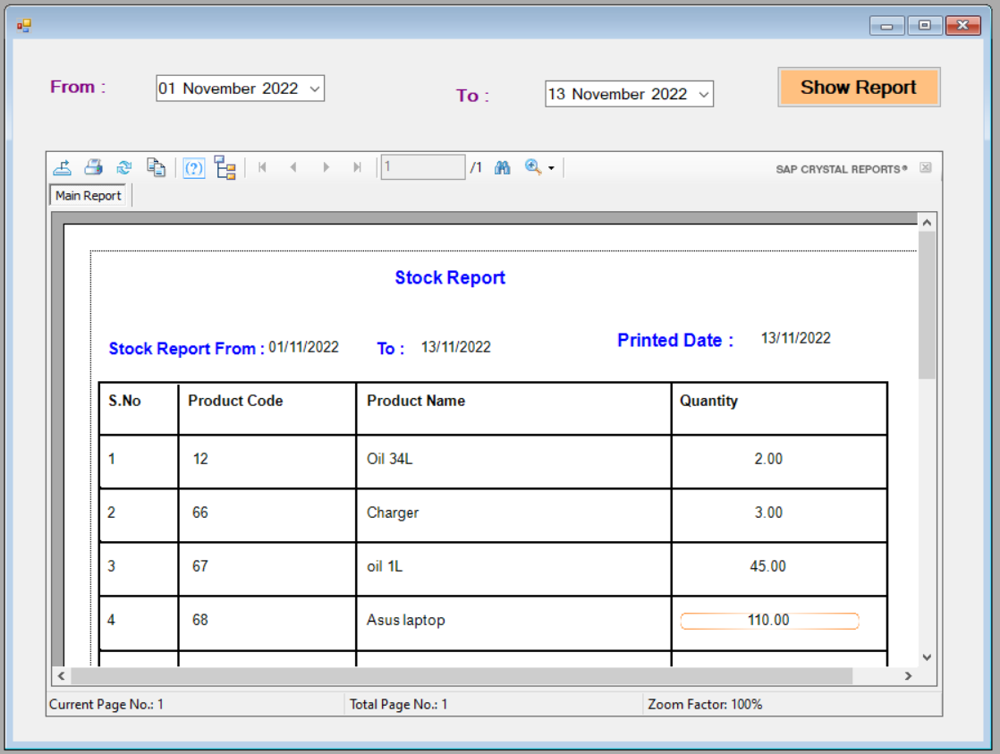 From :
01 November 2022
To :
13 November 2022
Show Report
1 /1
SAP CRYSTAL REPORTS®
Main Report
Stock Report
Stock Report From : 01/11/2022 To : 13/11/2022 Printed Date : 13/11/2022
S.No Product Code Product Name Quantity
1 12 Oil 34L 2.00
2 66 Charger 3.00
3 67 oil 1L 45.00
4 68 Asus laptop 110.00
Current Page No.: 1 Total Page No.: 1 Zoom Factor: 100%